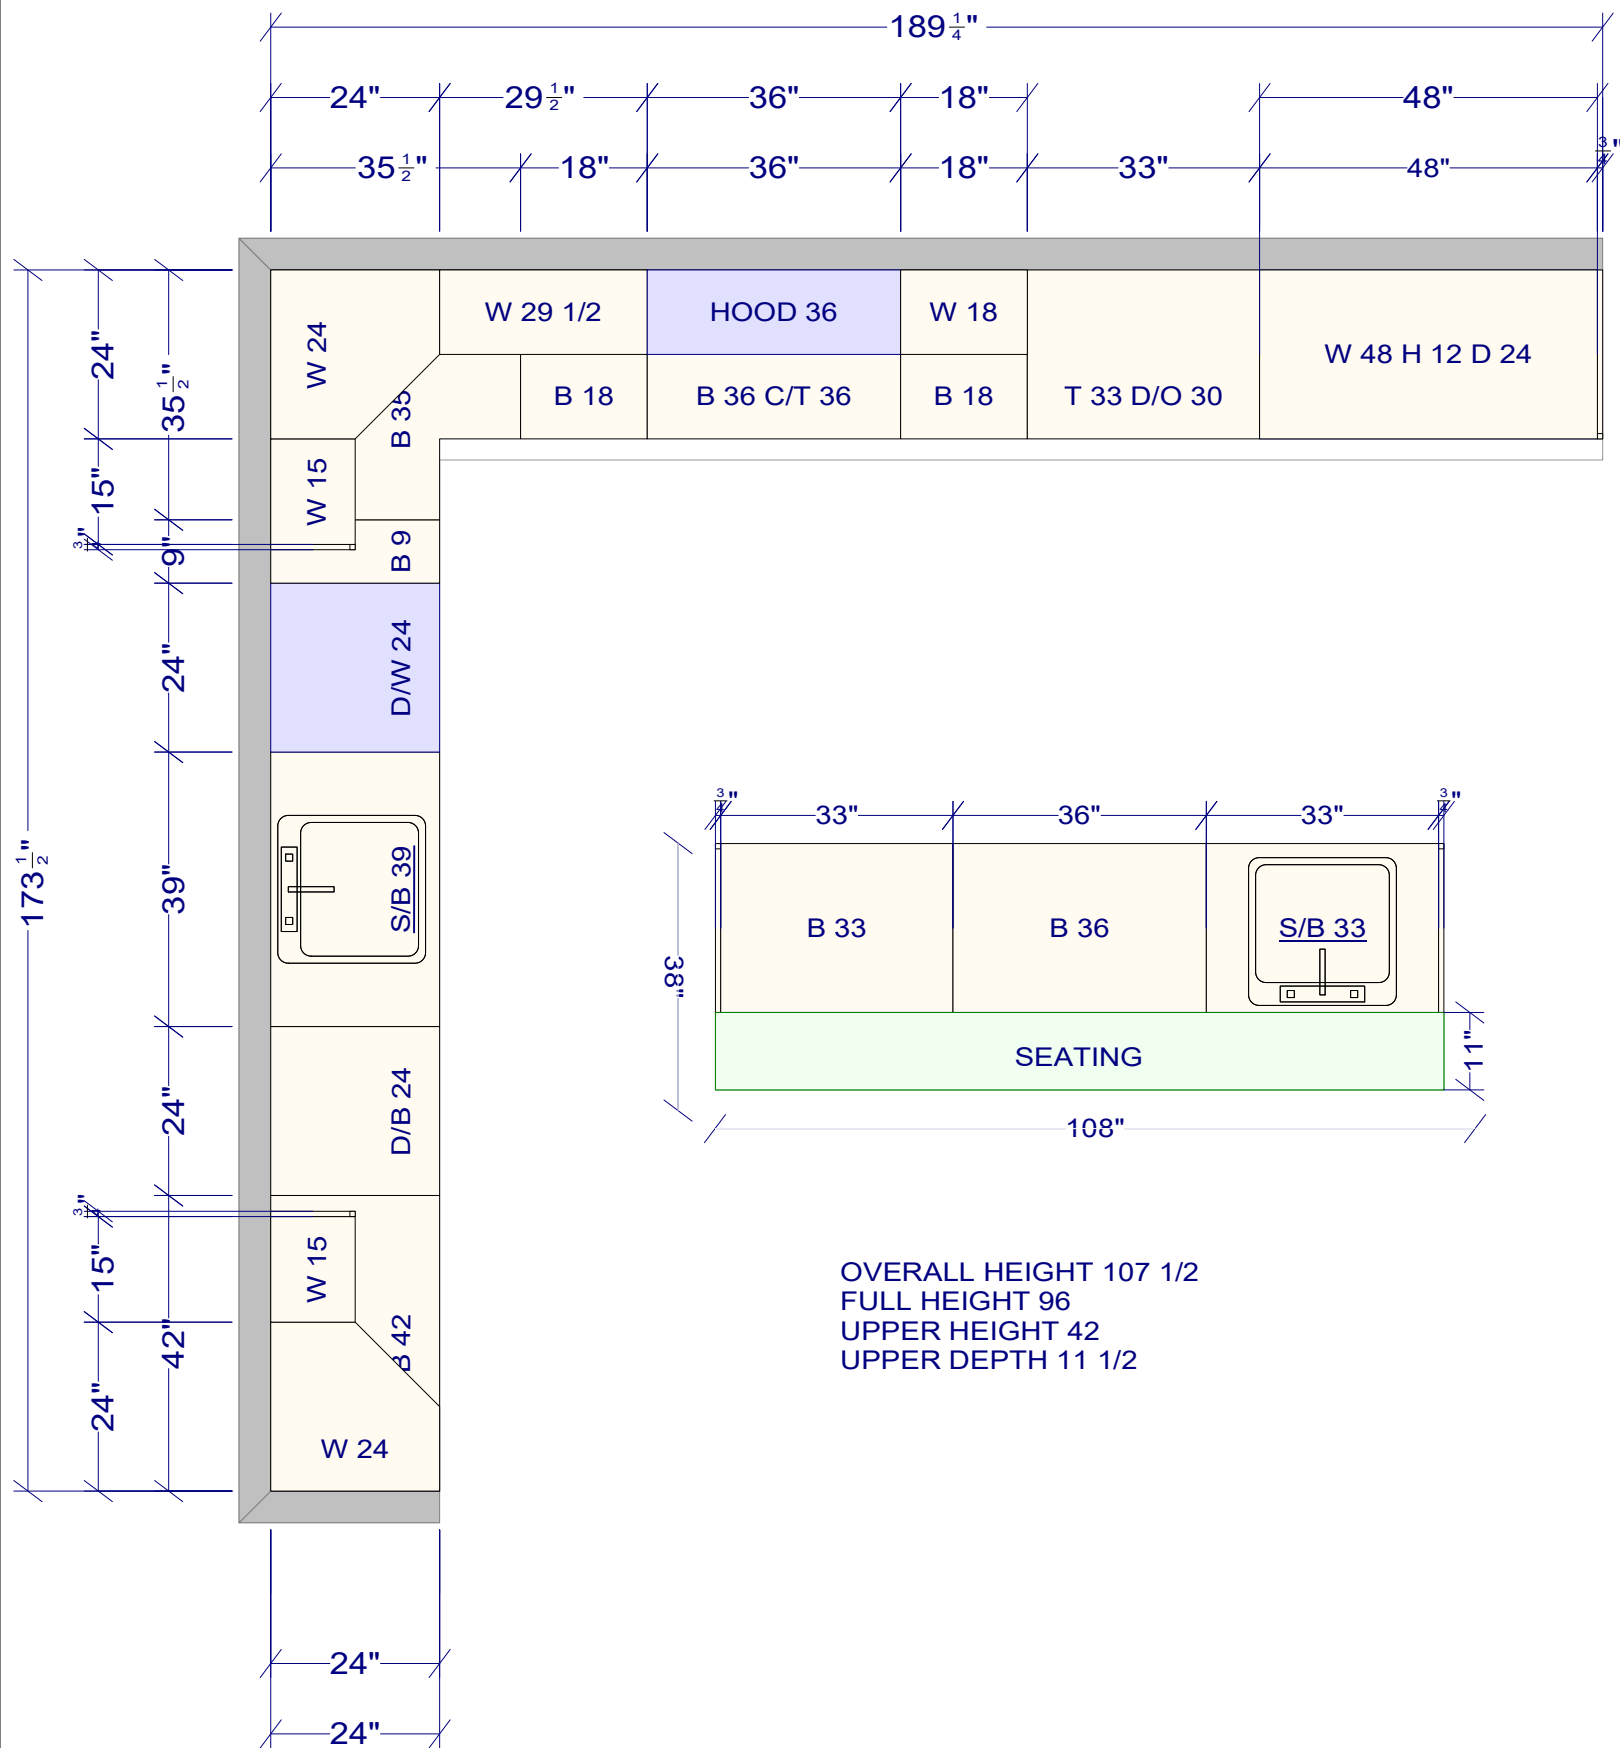 189 1/4"
24" 29 1/2" 36" 18" 48"
3/4"
35 1/2" 18" 36" 18" 33" 48"
W 24
W 29 1/2
HOOD 36
W 18
W 48 H 12 D 24
B 35
B 18
B 36 C/T 36
B 18
T 33 D/O 30
24"
35 1/2"
W 15
15"
3/4"
9"
B 9
24"
D/W 24
173 1/2"
39"
S/B 39
24"
D/B 24
3/4"
15"
W 15
42"
B 42
24"
W 24
24"
24"
3/4" 33" 36" 33" 3/4"
38"
B 33
B 36
S/B 33
SEATING
11"
108"
OVERALL HEIGHT 107 1/2
FULL HEIGHT 96
UPPER HEIGHT 42
UPPER DEPTH 11 1/2